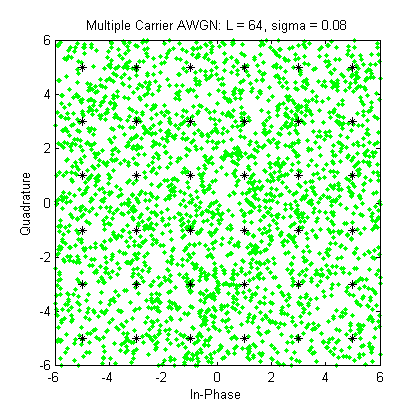 Multiple Carrier AWGN: L = 64, sigma = 0.08
6
4
2
0
-2
-4
-6
Quadrature
-6 -4 -2 0 2 4 6
In-Phase